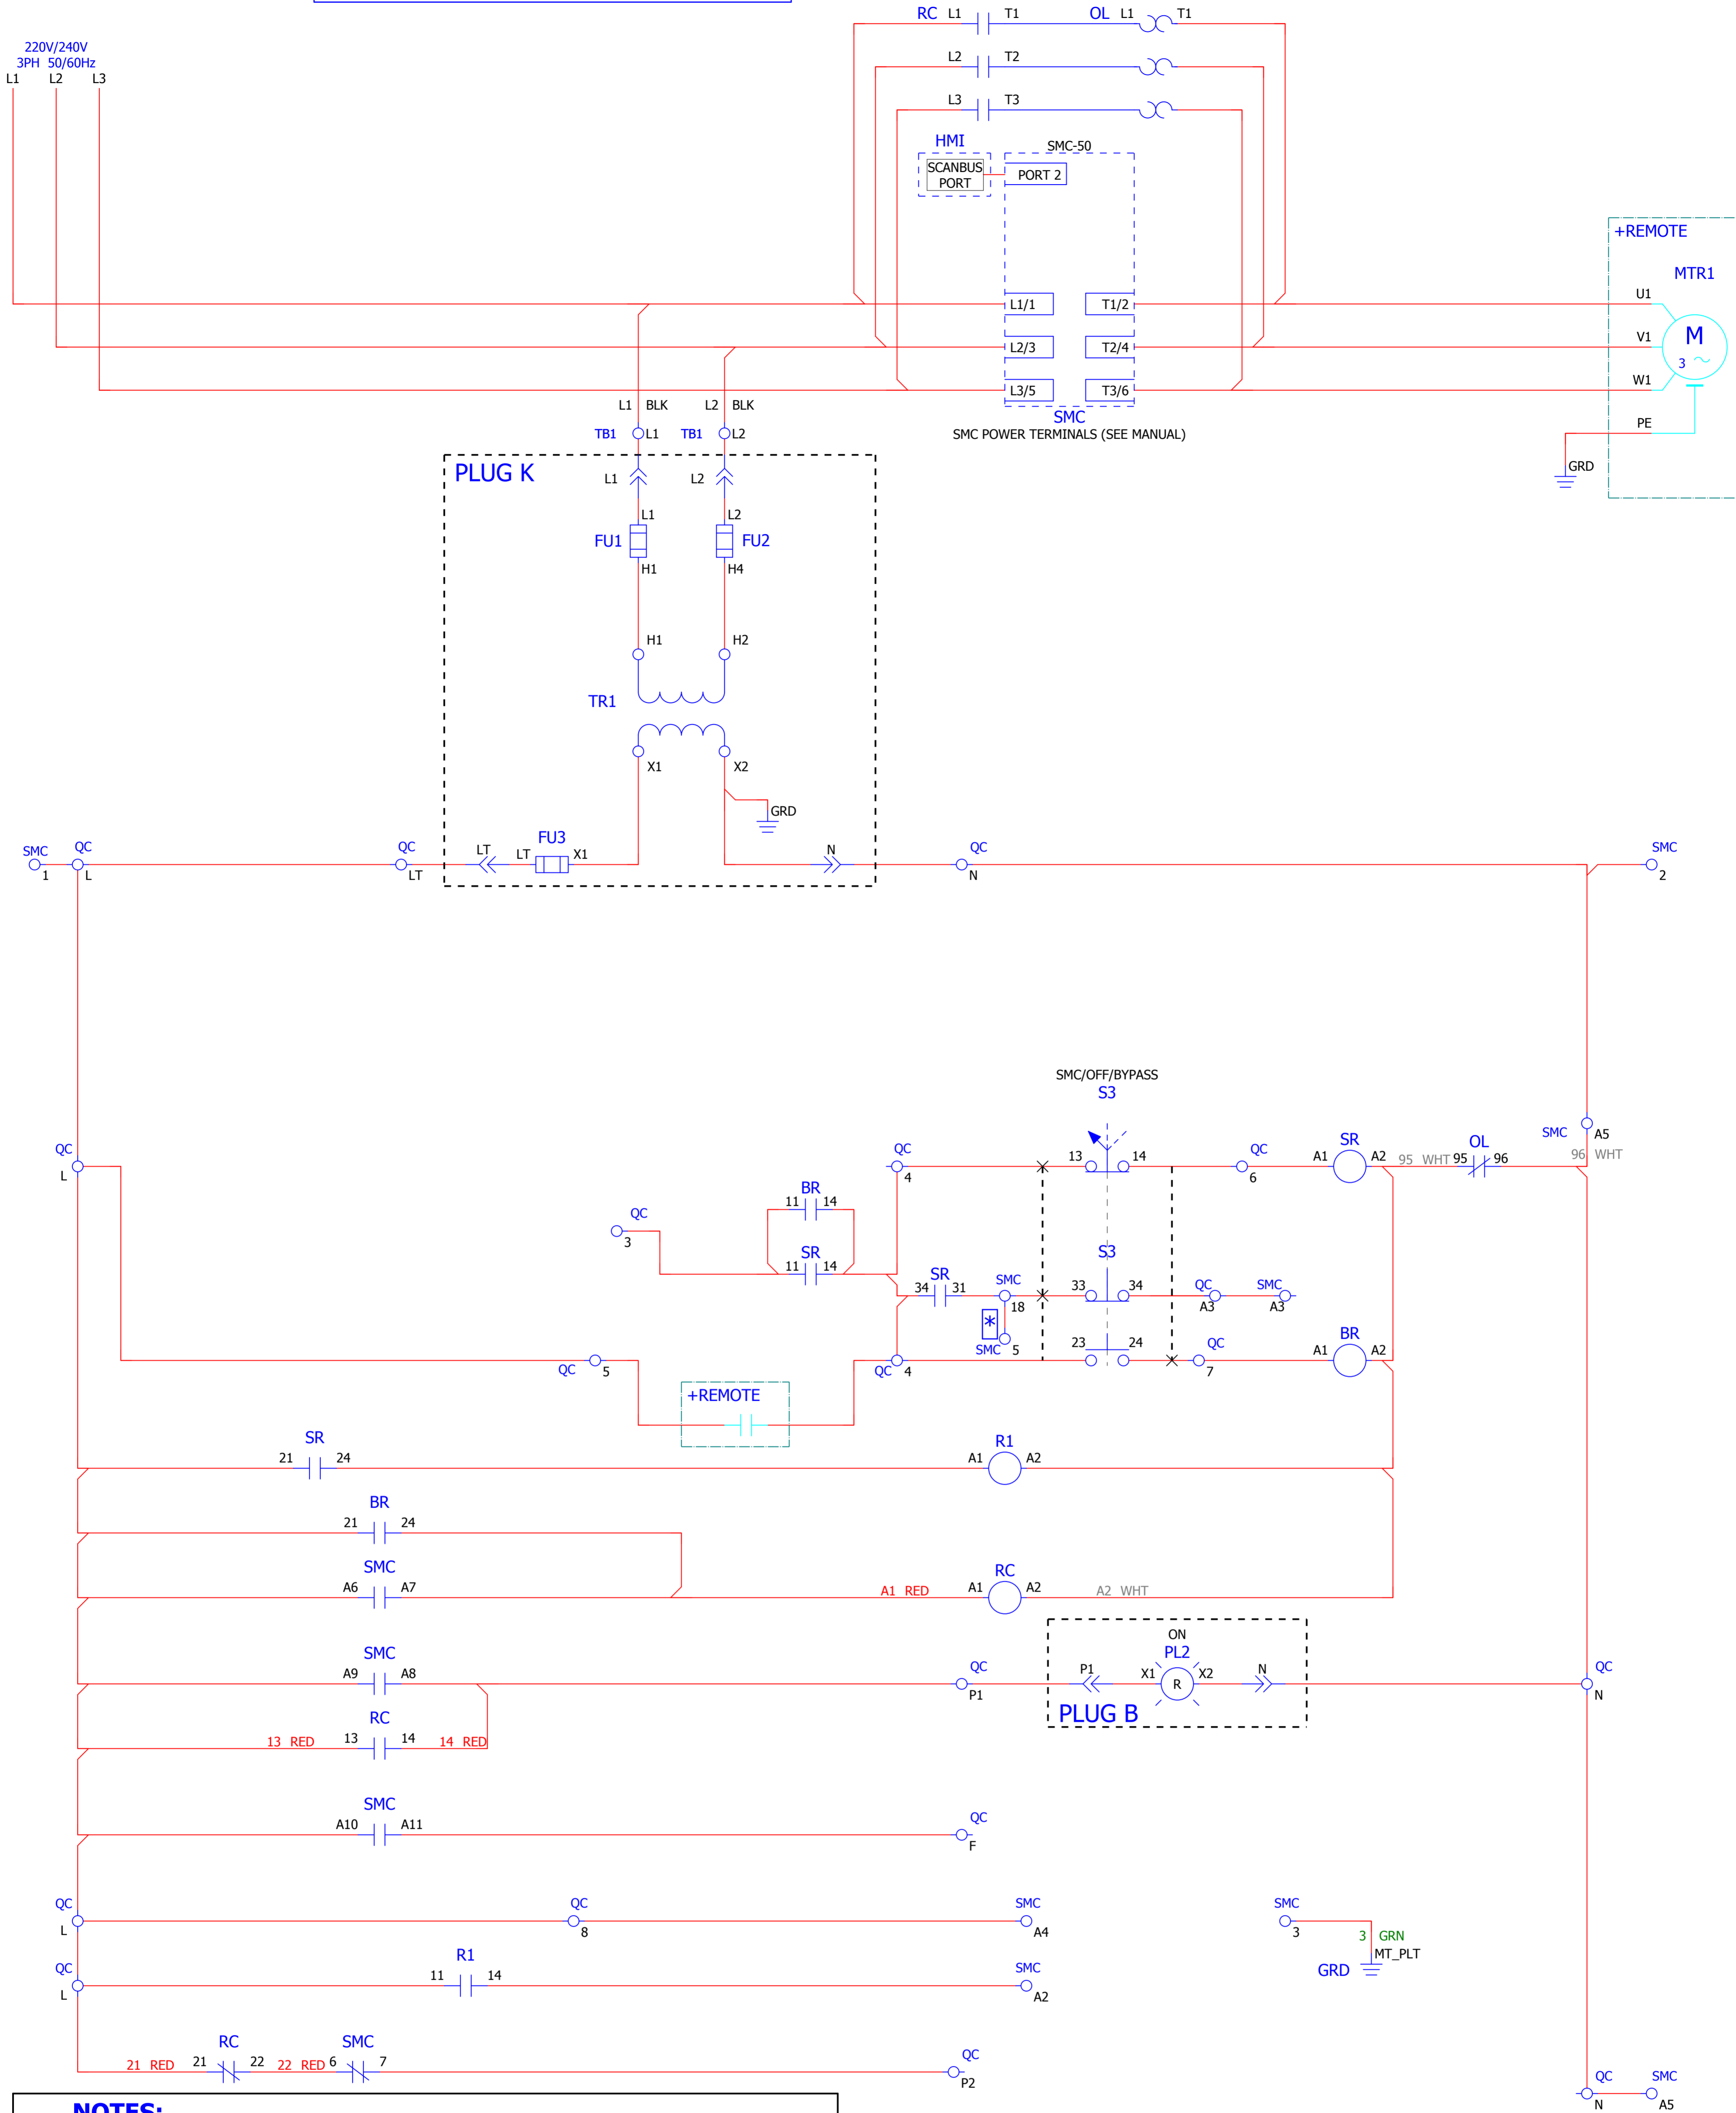 RC L1 T1 OL L1 T1
220V/240V
3PH 50/60Hz
L2 T2
L1 L2 L3
L3 T3
HMI
SMC-50
SCANBUS
PORT
PORT 2
+REMOTE
MTR1
U1
L1/1 T1/2
V1
M
3
L2/3 T2/4
W1
L3/5 T3/6
L1 BLK L2 BLK
SMC
PE
TB1 L1 TB1 L2
SMC POWER TERMINALS (SEE MANUAL)
PLUG K
GRD
L1 L2
L1 L2
FU1 FU2
H1 H4
H1 H2
TR1
X1 X2
GRD
FU3
SMC QC QC LT LT X1 N QC SMC
1 L LT N 2
SMC/OFF/BYPASS
S3
SMC A5
QC QC 13 14 QC SR OL
A1 A2 95 WHT 95 96 96 WHT
L 4 6
BR
11 14
QC
3
SR S3
11 14
SR SMC QC SMC
34 31 33 34
18 A3 A3
*
SMC 5
23 24 QC BR
A1 A2
QC 5 QC 4 7
+REMOTE
SR R1
21 24 A1 A2
BR
21 24
SMC RC
A6 A7 A1 RED A1 A2 A2 WHT
ON
SMC PL2
A9 A8 QC P1 X1 R X2 N QC
P1 N
PLUG B
RC
13 RED 13 14 14 RED
SMC
A10 A11 QC
F
QC QC SMC SMC
L 8 A4 3
3 GRN
MT_PLT
GRD
QC R1 SMC
11 14
L A2
RC SMC
21 RED 21 22 22 RED 6 7 QC
P2
QC SMC
N A5
NOTES: